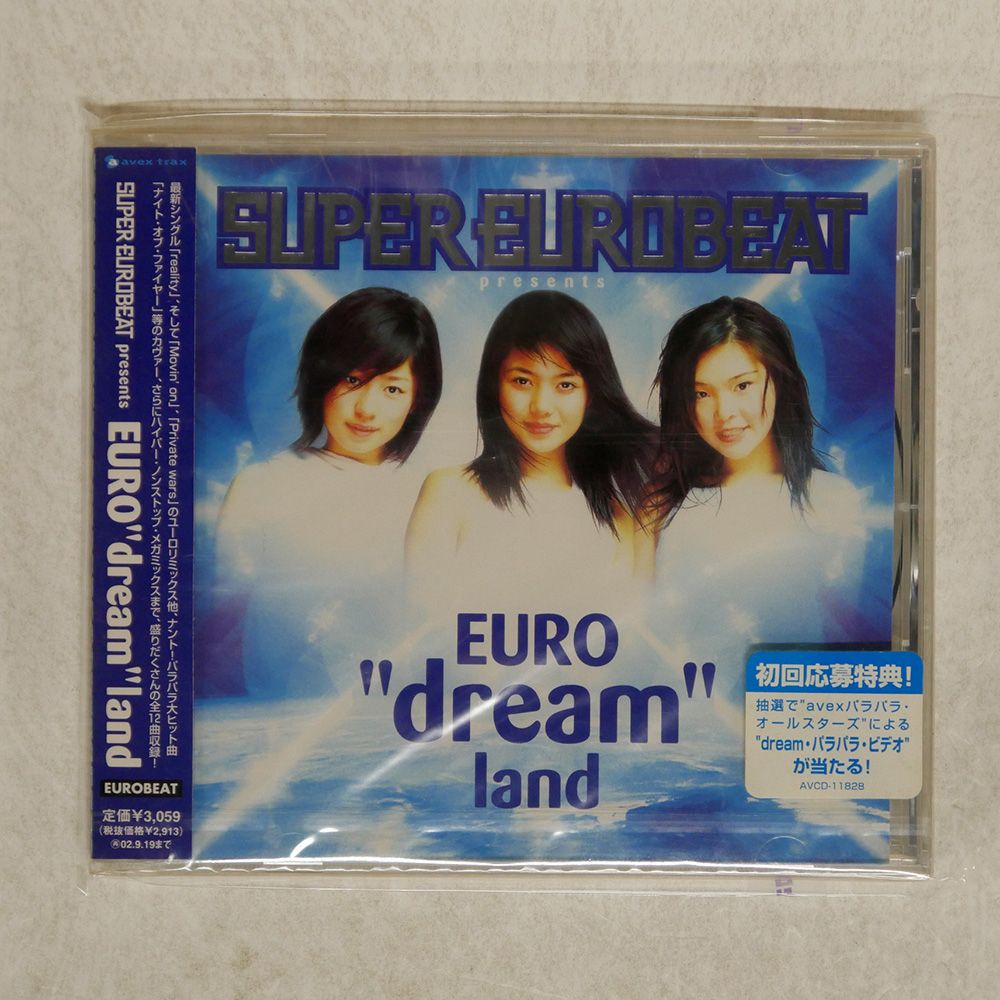 avex trax
SUPER EUROBEAT presents EURO "dream" land
最新シングル「reality」、そして「Movin' on」、「Private wars」のユーロリミックス他、ナント!パラパラ大ヒット曲
「ナイト・オブ・ファイヤー」等のカヴァー、さらにハイパー・ノンストップ・メガミックスまで、盛りだくさんの全12曲収録!
EUROBEAT
定価¥3,059
(税抜価格¥2,913)
02.9.19まで
SUPER EUROBEAT
presents
EURO
"dream"
land
初回応募特典!
抽選で"avexパラパラ・
オールスターズ"による
"dream・パラパラ・ビデオ"
が当たる!
AVCD-11828